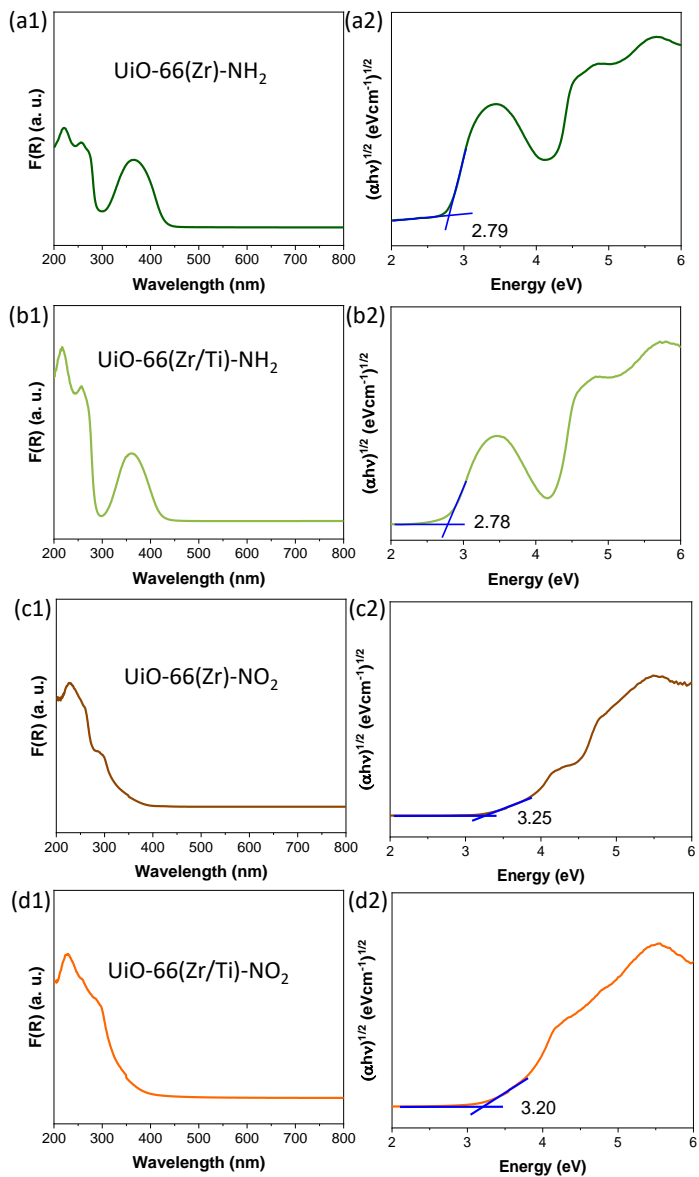 (a1)
UiO-66(Zr)-NH₂
F(R) (a. u.)
200 300 400 500 600 700 800
Wavelength (nm)
(a2)
(αhν)¹/² (eVcm⁻¹)¹/²
2.79
2 3 4 5 6
Energy (eV)
(b1)
UiO-66(Zr/Ti)-NH₂
F(R) (a. u.)
200 300 400 500 600 700 800
Wavelength (nm)
(b2)
(αhν)¹/² (eVcm⁻¹)¹/²
2.78
2 3 4 5 6
Energy (eV)
(c1)
UiO-66(Zr)-NO₂
F(R) (a. u.)
200 300 400 500 600 700 800
Wavelength (nm)
(c2)
(αhν)¹/² (eVcm⁻¹)¹/²
3.25
2 3 4 5 6
Energy (eV)
(d1)
UiO-66(Zr/Ti)-NO₂
F(R) (a. u.)
200 300 400 500 600 700 800
Wavelength (nm)
(d2)
(αhν)¹/² (eVcm⁻¹)¹/²
3.20
2 3 4 5 6
Energy (eV)